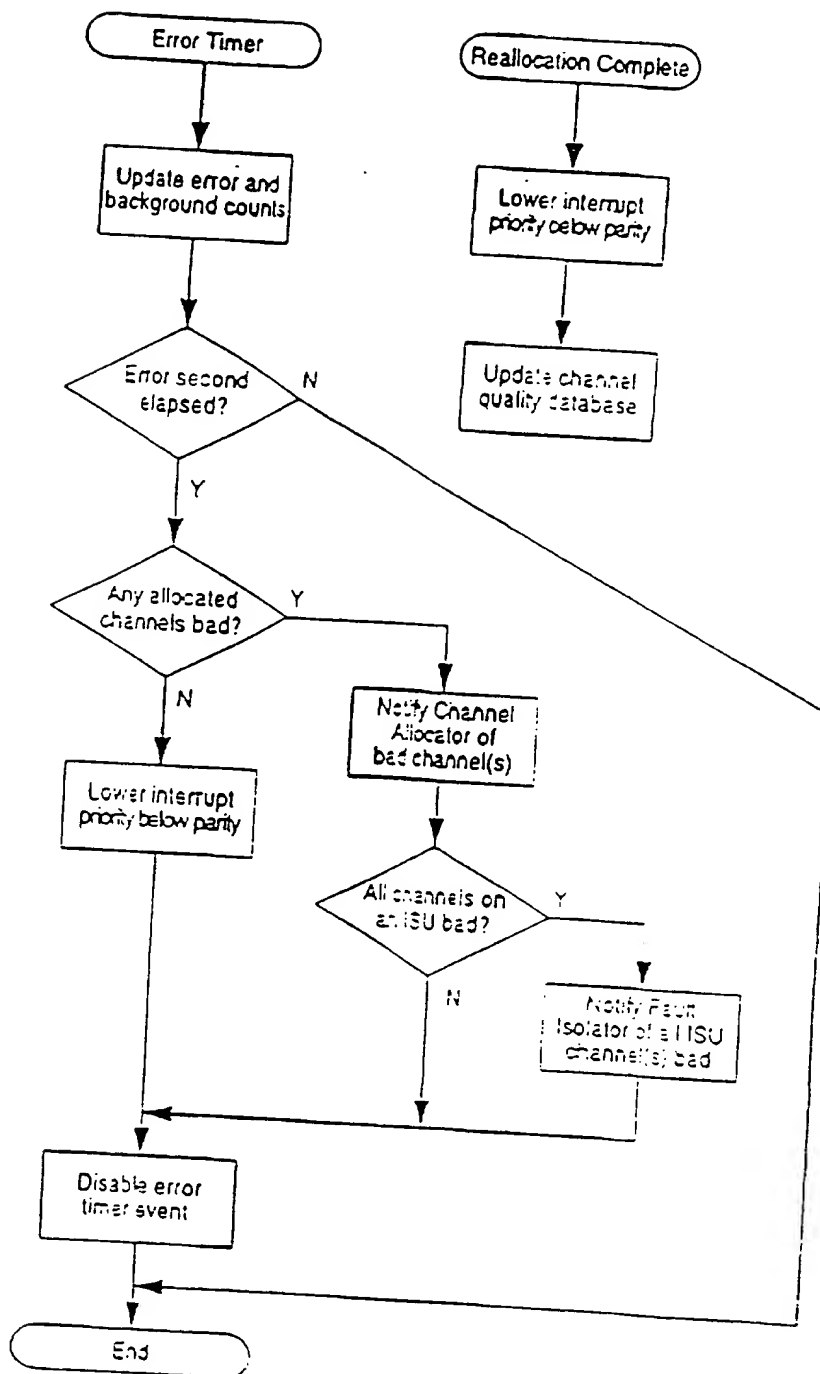 Error Timer
Update error and
background counts
Error second
elapsed?
N
Y
Any allocated
channels bad?
Y
N
Notify Channel
Allocator of
bad channel(s)
Lower interrupt
priority below parity
All channels on
an ISU bad?
Y
N
Notify Fault
Isolator of all ISU
channel(s) bad
Disable error
timer event
End
Reallocation Complete
Lower interrupt
priority below parity
Update channel
quality database